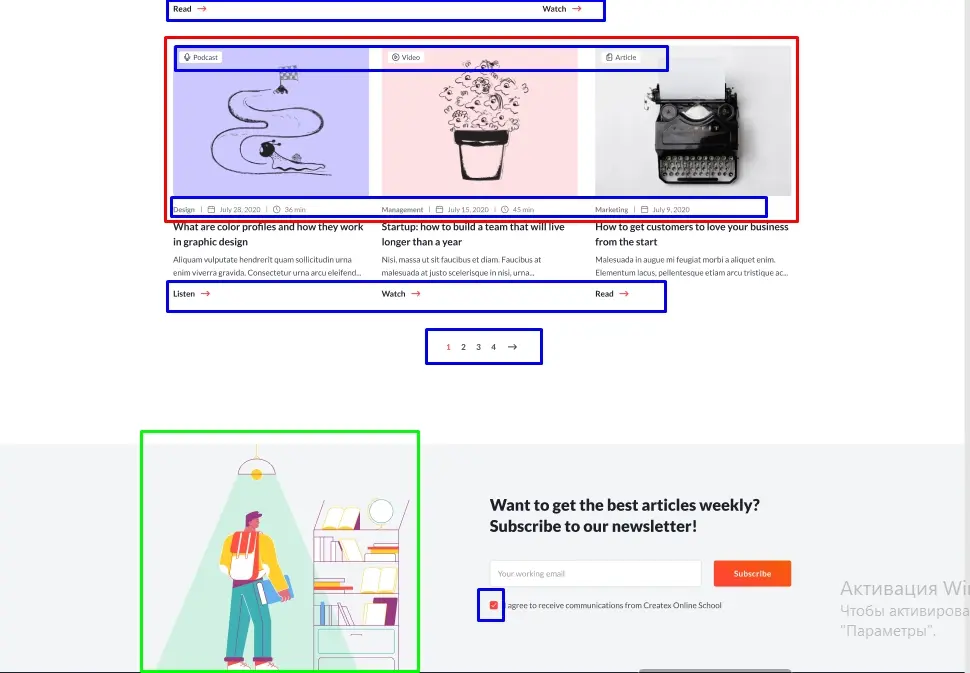 Read → Watch →
Podcast Video Article
Design | July 28, 2020 | 36 min Management | July 15, 2020 | 45 min Marketing | July 9, 2020
What are color profiles and how they work
in graphic design
Aliquam vulputate hendrerit quam sollicitudin urna
enim viverra gravida. Consectetur urna arcu eleifend...
Listen →
Startup: how to build a team that will live
longer than a year
Nisi, massa ut sit faucibus et diam. Faucibus at
malesuada at justo scelerisque in nisi, urna...
Watch →
How to get customers to love your business
from the start
Malesuada in augue mi feugiat morbi a aliquet enim.
Elementum lacus, pellentesque etiam arcu tristique ac...
Read →
1 2 3 4 →
Want to get the best articles weekly?
Subscribe to our newsletter!
Your working email Subscribe
I agree to receive communications from Createx Online School
Активация Wi
Чтобы активирова
"Параметры".